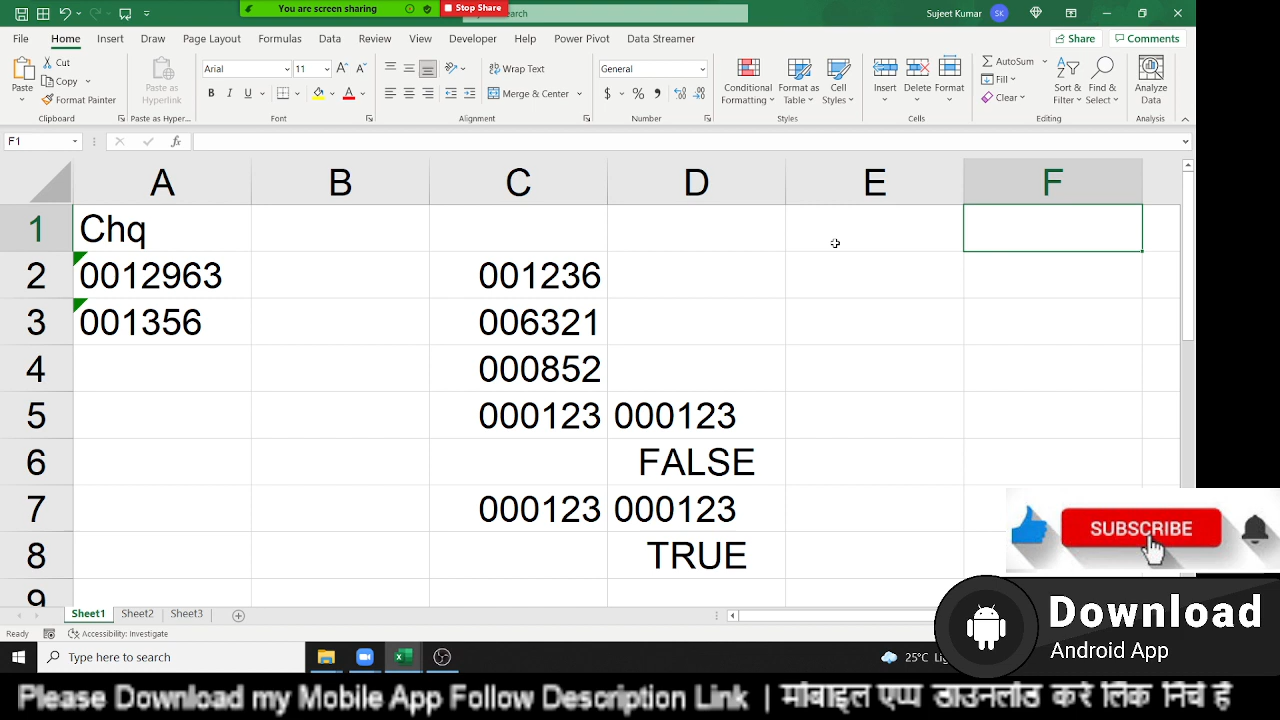 You are screen sharing Stop Share
Sujeet Kumar SK
File Home Insert Draw Page Layout Formulas Data Review View Developer Help Power Pivot Data Streamer Share Comments
Paste Cut Copy Format Painter Clipboard
Paste as Hyperlink Paste as Hyper...
Arial 11 B I U A Font
Wrap Text Merge & Center Alignment
General $ % Number
Conditional Formatting Format as Table Cell Styles Styles
Insert Delete Format Cells
AutoSum Fill Clear Sort & Filter Find & Select Editing
Analyze Data Analysis
F1 fx
A B C D E F
1 Chq
2 0012963 001236
3 001356 006321
4 000852
5 000123 000123
6 FALSE
7 000123 000123
8 TRUE
9
SUBSCRIBE
Sheet1 Sheet2 Sheet3
Ready Accessibility: Investigate
Download
Android App
Type here to search 25°C
Please Download my Mobile App Follow Description Link | मोबाइल एप्प डाउनलोड करे लिंक निचे हैं